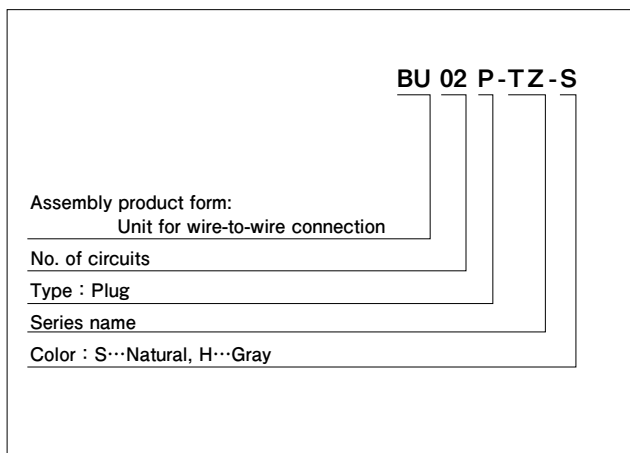 BU 02 P-TZ-S
Assembly product form:
Unit for wire-to-wire connection
No. of circuits
Type：Plug
Series name
Color：S…Natural, H…Gray